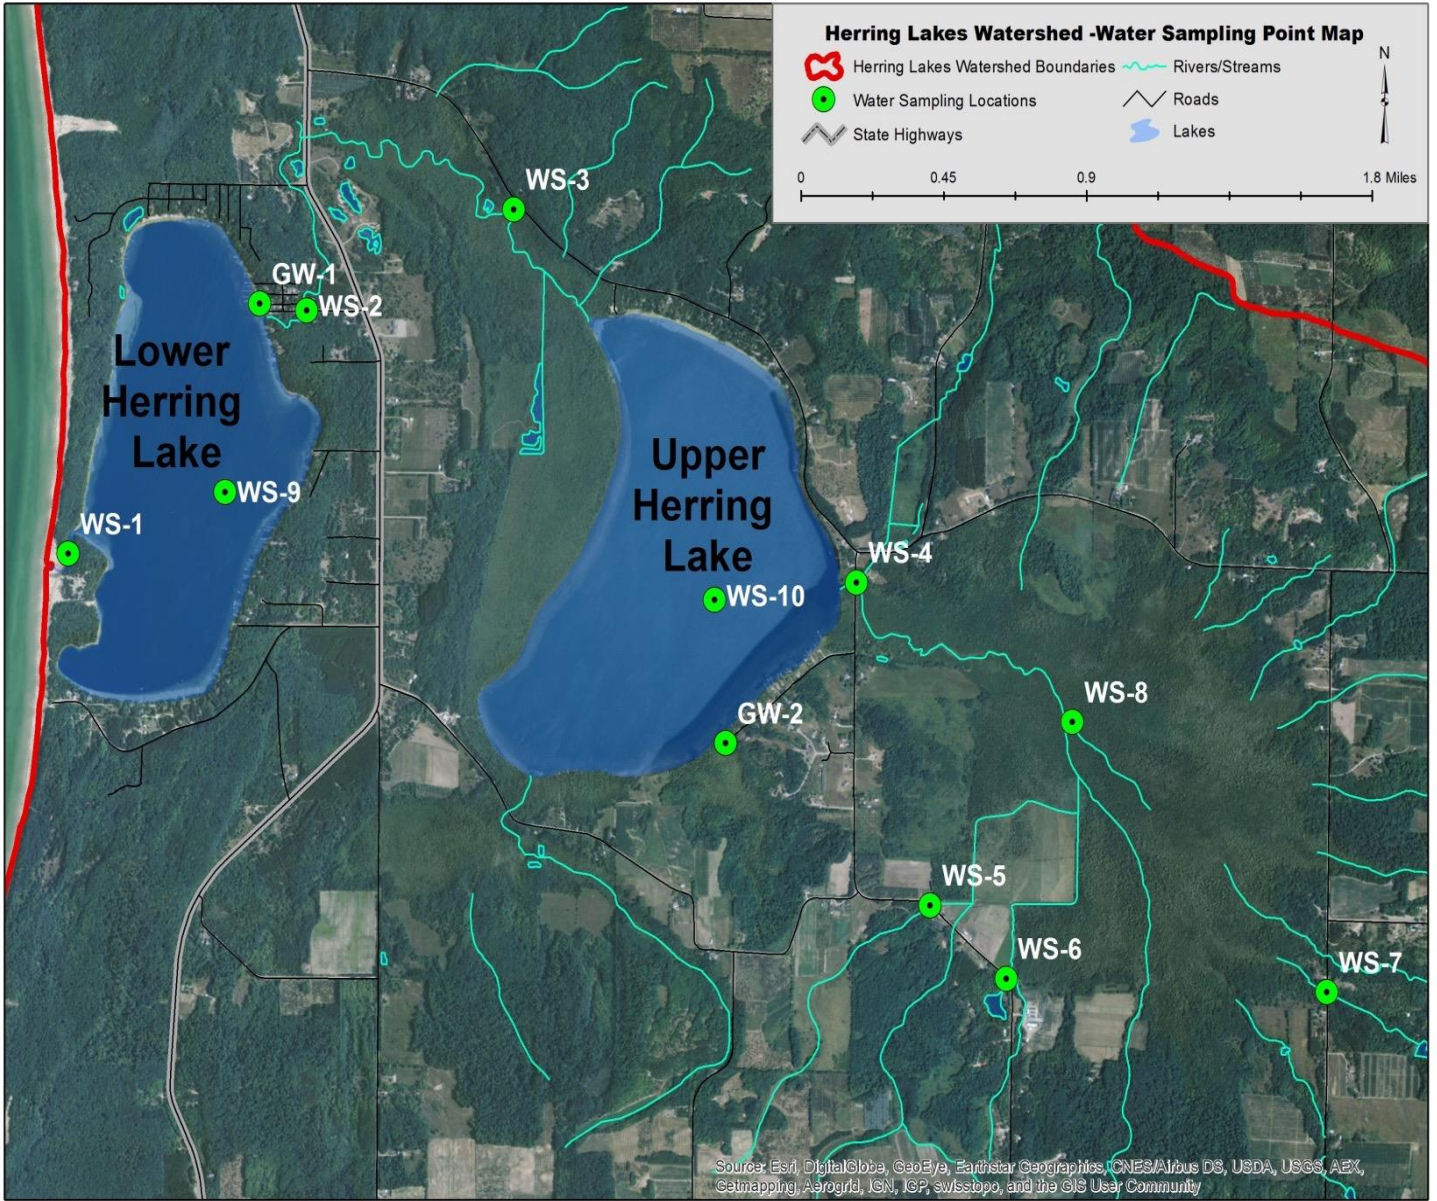 Herring Lakes Watershed -Water Sampling Point Map
Herring Lakes Watershed Boundaries
Rivers/Streams
N
Water Sampling Locations
Roads
State Highways
Lakes
0 0.45 0.9 1.8 Miles
WS-3
GW-1
WS-2
Lower
Herring
Lake
WS-9
WS-1
Upper
Herring
Lake
WS-10
WS-4
WS-8
GW-2
WS-5
WS-6
WS-7
Source: Esri, DigitalGlobe, GeoEye, Earthstar Geographics, CNES/Airbus DS, USDA, USGS, AEX,
Getmapping, Aerogrid, IGN, IGP, swisstopo, and the GIS User Community